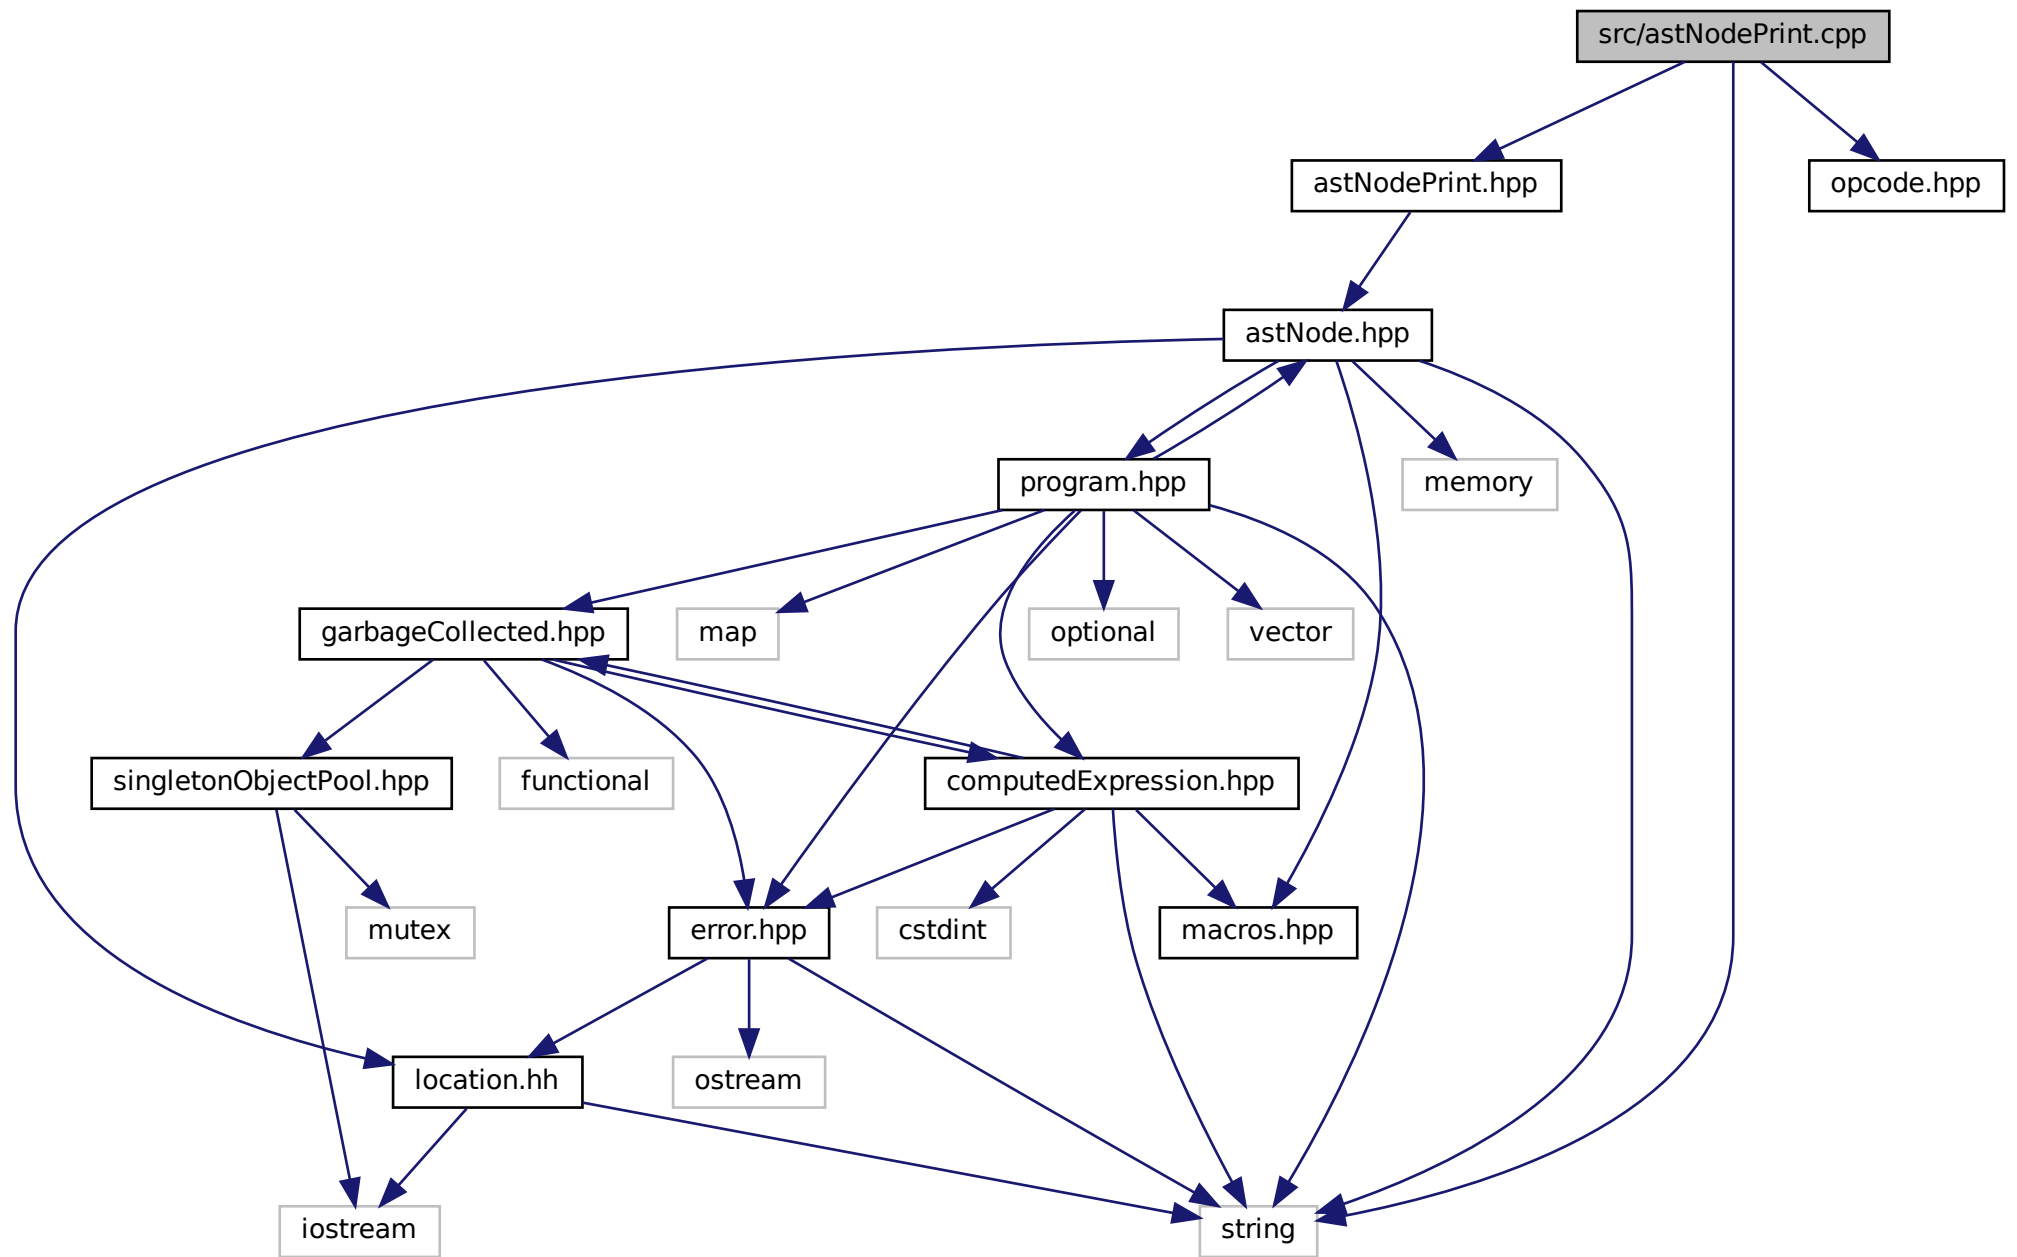 src/astNodePrint.cpp
astNodePrint.hpp
opcode.hpp
astNode.hpp
program.hpp
memory
garbageCollected.hpp
map
optional
vector
singletonObjectPool.hpp
functional
computedExpression.hpp
mutex
error.hpp
cstdint
macros.hpp
location.hh
ostream
iostream
string